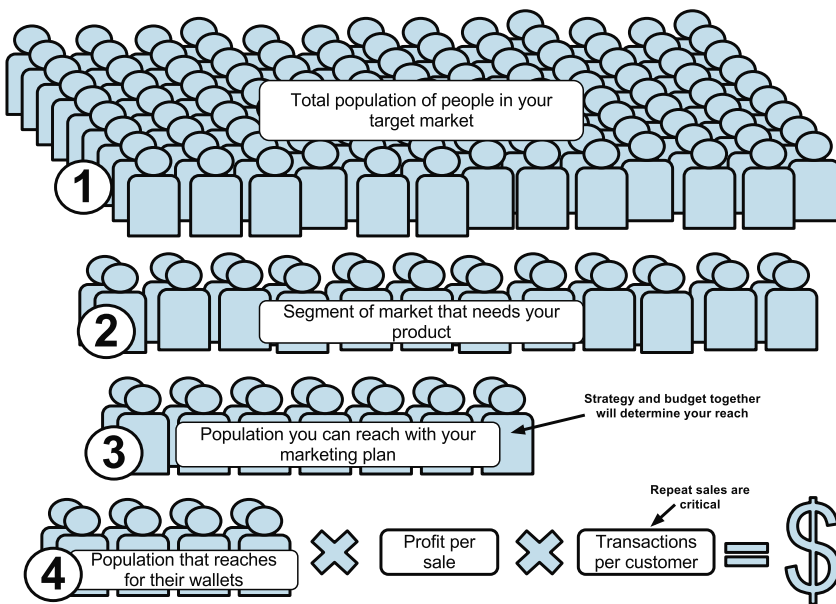 Total population of people in your
target market
1
Segment of market that needs your
product
2
Strategy and budget together
will determine your reach
Population you can reach with your
marketing plan
3
Repeat sales are
critical
Population that reaches
for their wallets
4
Profit per
sale
Transactions
per customer
=
$